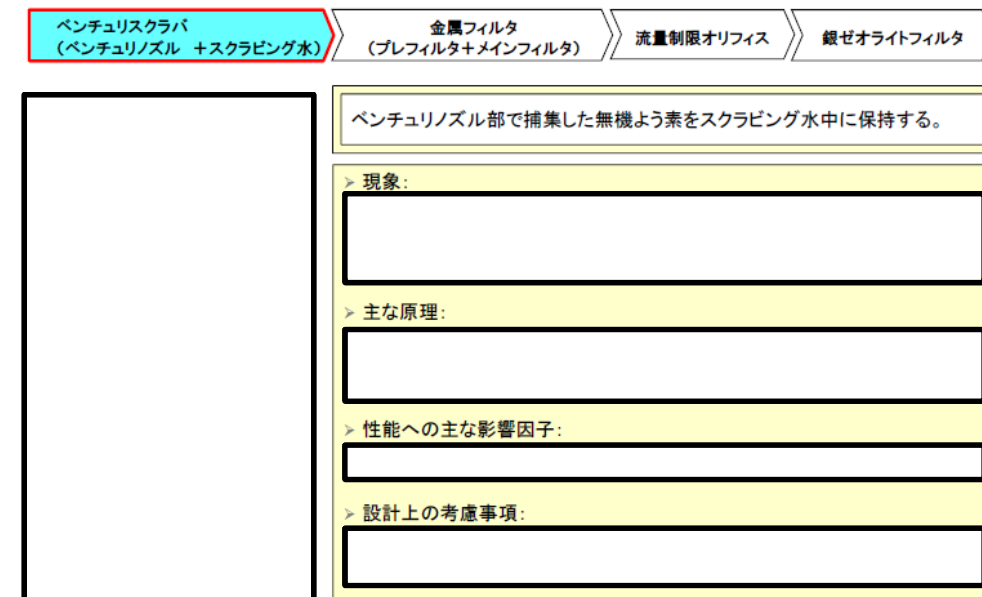 ベンチュリスクラバ
（ベンチュリノズル　＋スクラビング水）
金属フィルタ
（プレフィルタ＋メインフィルタ）
流量制限オリフィス
銀ゼオライトフィルタ
ベンチュリノズル部で捕集した無機よう素をスクラビング水中に保持する。
➢ 現象：
➢ 主な原理：
➢ 性能への主な影響因子：
➢ 設計上の考慮事項：